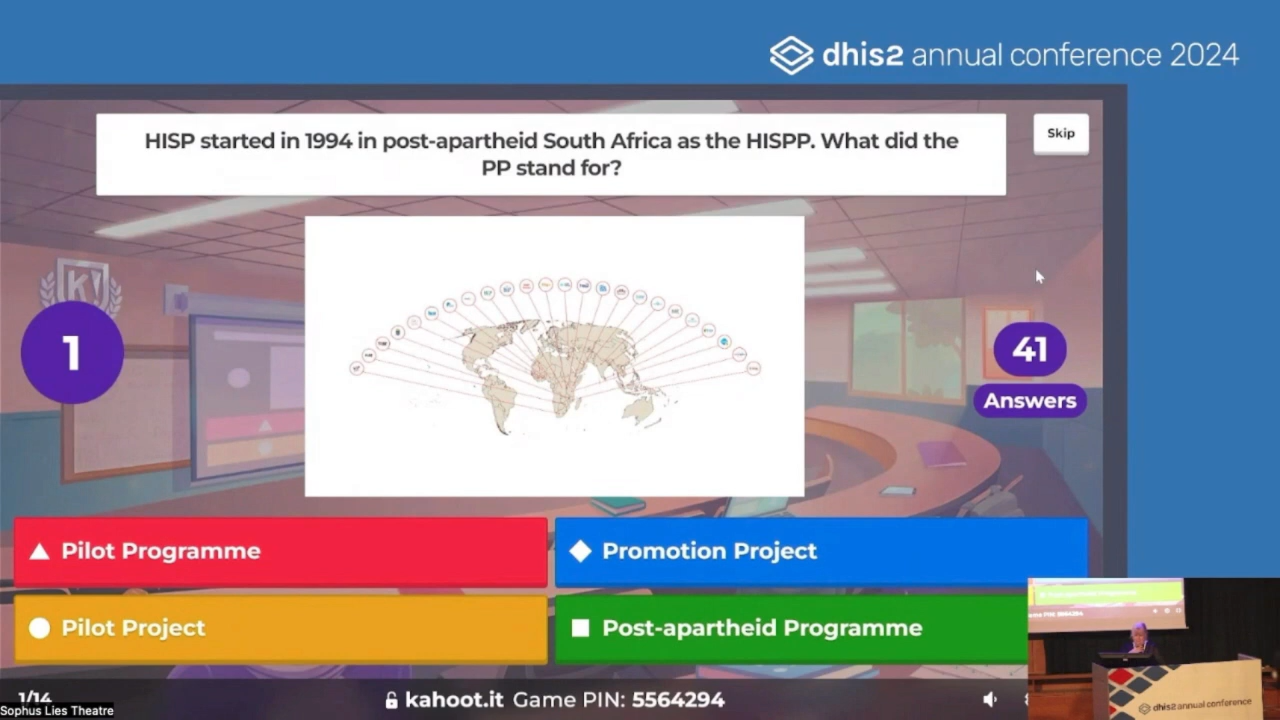 dhis2 annual conference 2024
HISP started in 1994 in post-apartheid South Africa as the HISPP. What did the
PP stand for?
Skip
K!
1
41
Answers
Pilot Programme
Promotion Project
Pilot Project
Post-apartheid Programme
1/14
kahoot.it Game PIN: 5564294
Sophus Lies Theatre
dhis2 annual conference